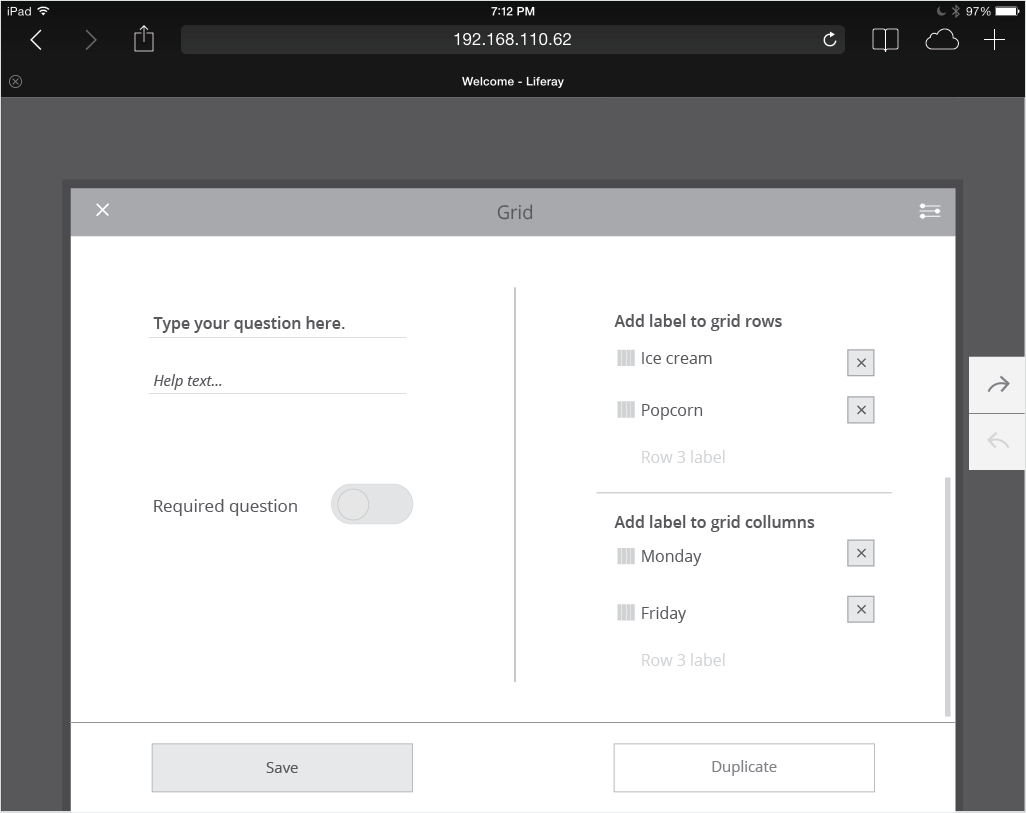 iPad 7:12 PM 97%
192.168.110.62
Welcome - Liferay
Grid
Type your question here.
Help text...
Required question
Add label to grid rows
Ice cream
Popcorn
Row 3 label
Add label to grid collumns
Monday
Friday
Row 3 label
Save
Duplicate